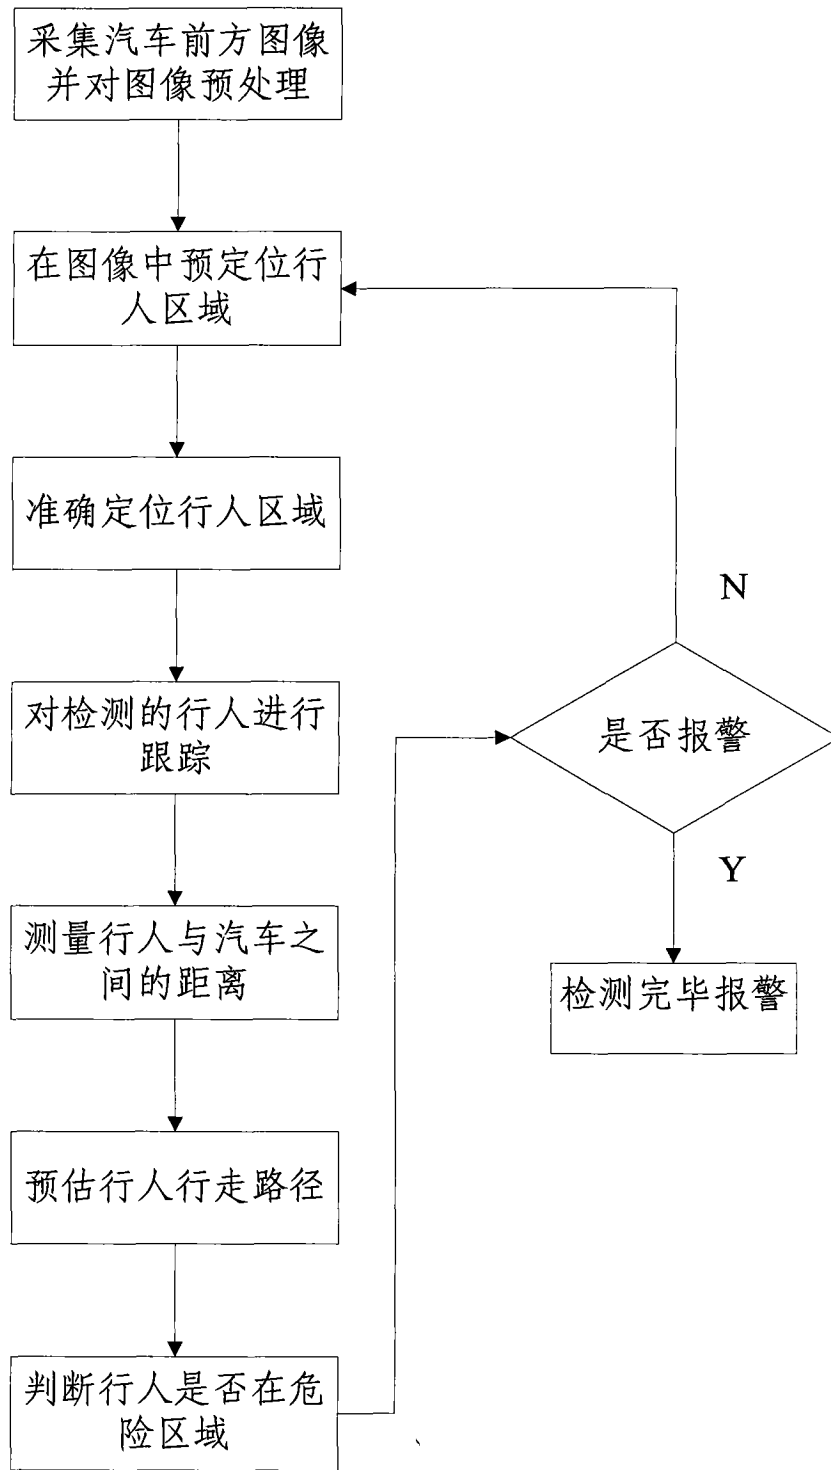 采集汽车前方图像
并对图像预处理
在图像中预定位行
人区域
准确定位行人区域
对检测的行人进行
跟踪
测量行人与汽车之
间的距离
预估行人行走路径
判断行人是否在危
险区域
N
是否报警
Y
检测完毕报警